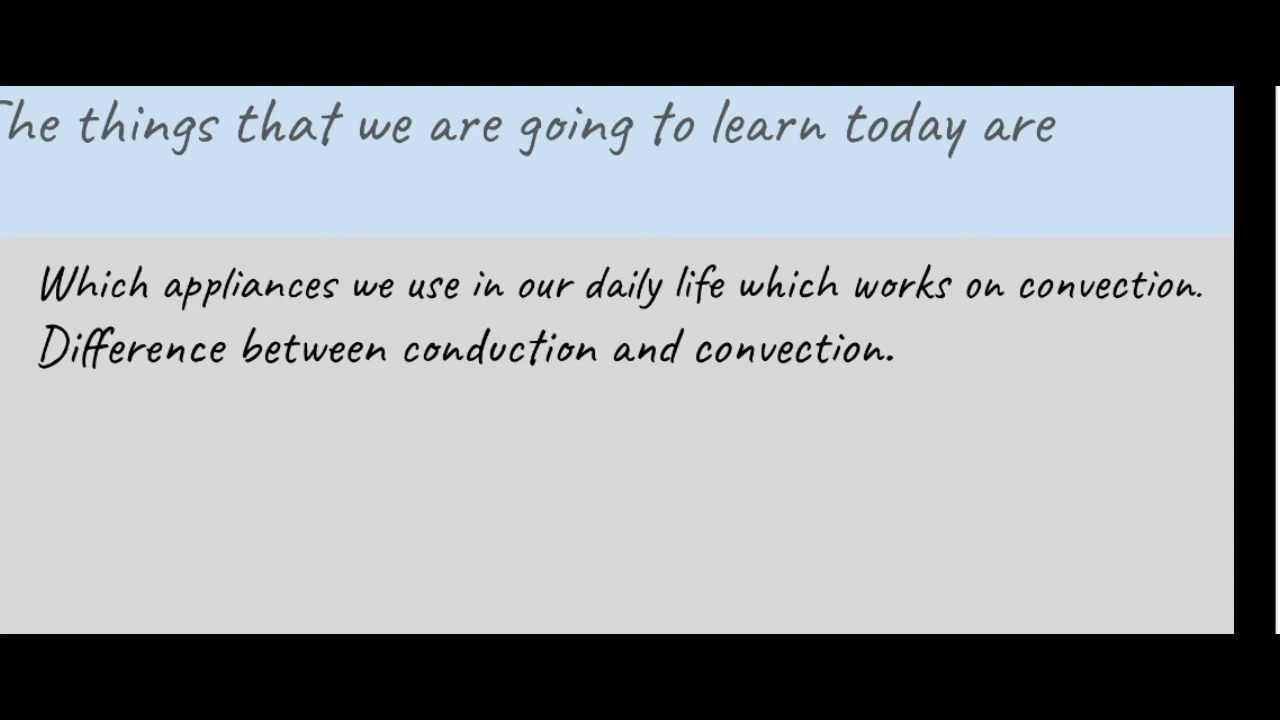 The things that we are going to learn today are
Which appliances we use in our daily life which works on convection.
Difference between conduction and convection.